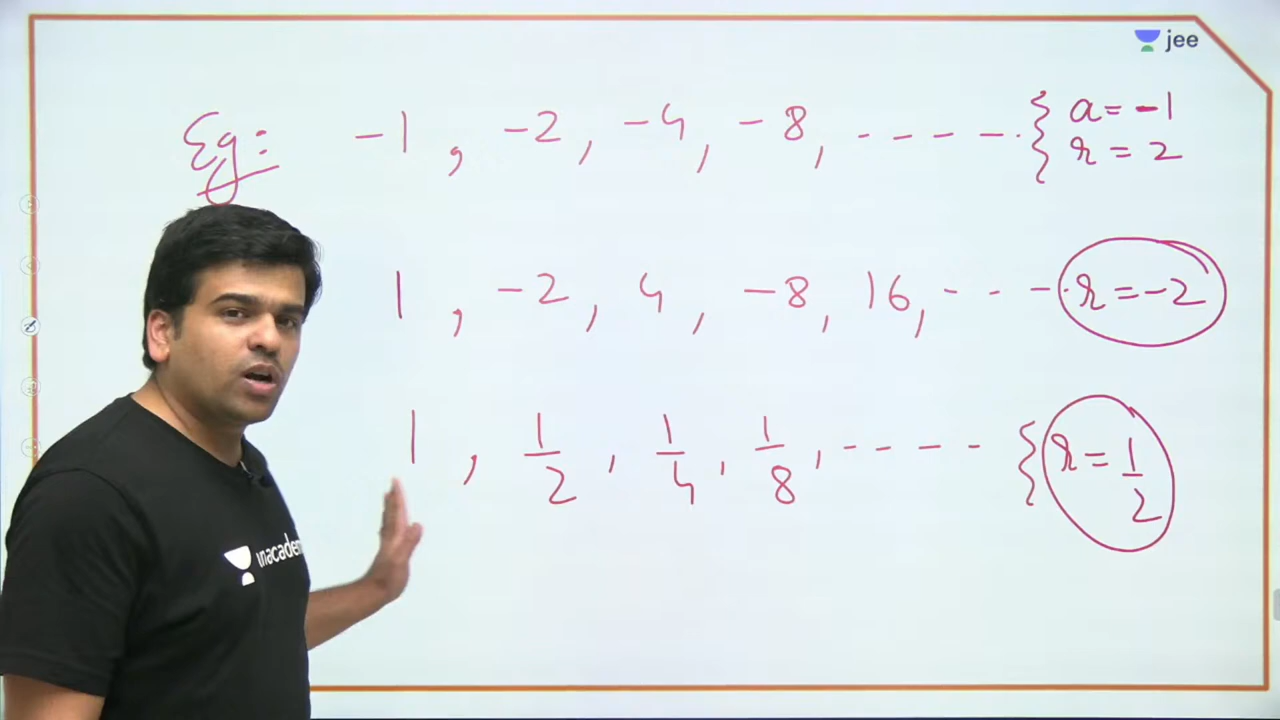 jee
Eg: -1, -2, -4, -8, ---- { a = -1
r = 2
1, -2, 4, -8, 16, --- r = -2
1, 1/2, 1/4, 1/8, ---- { r = 1/2
unacadem